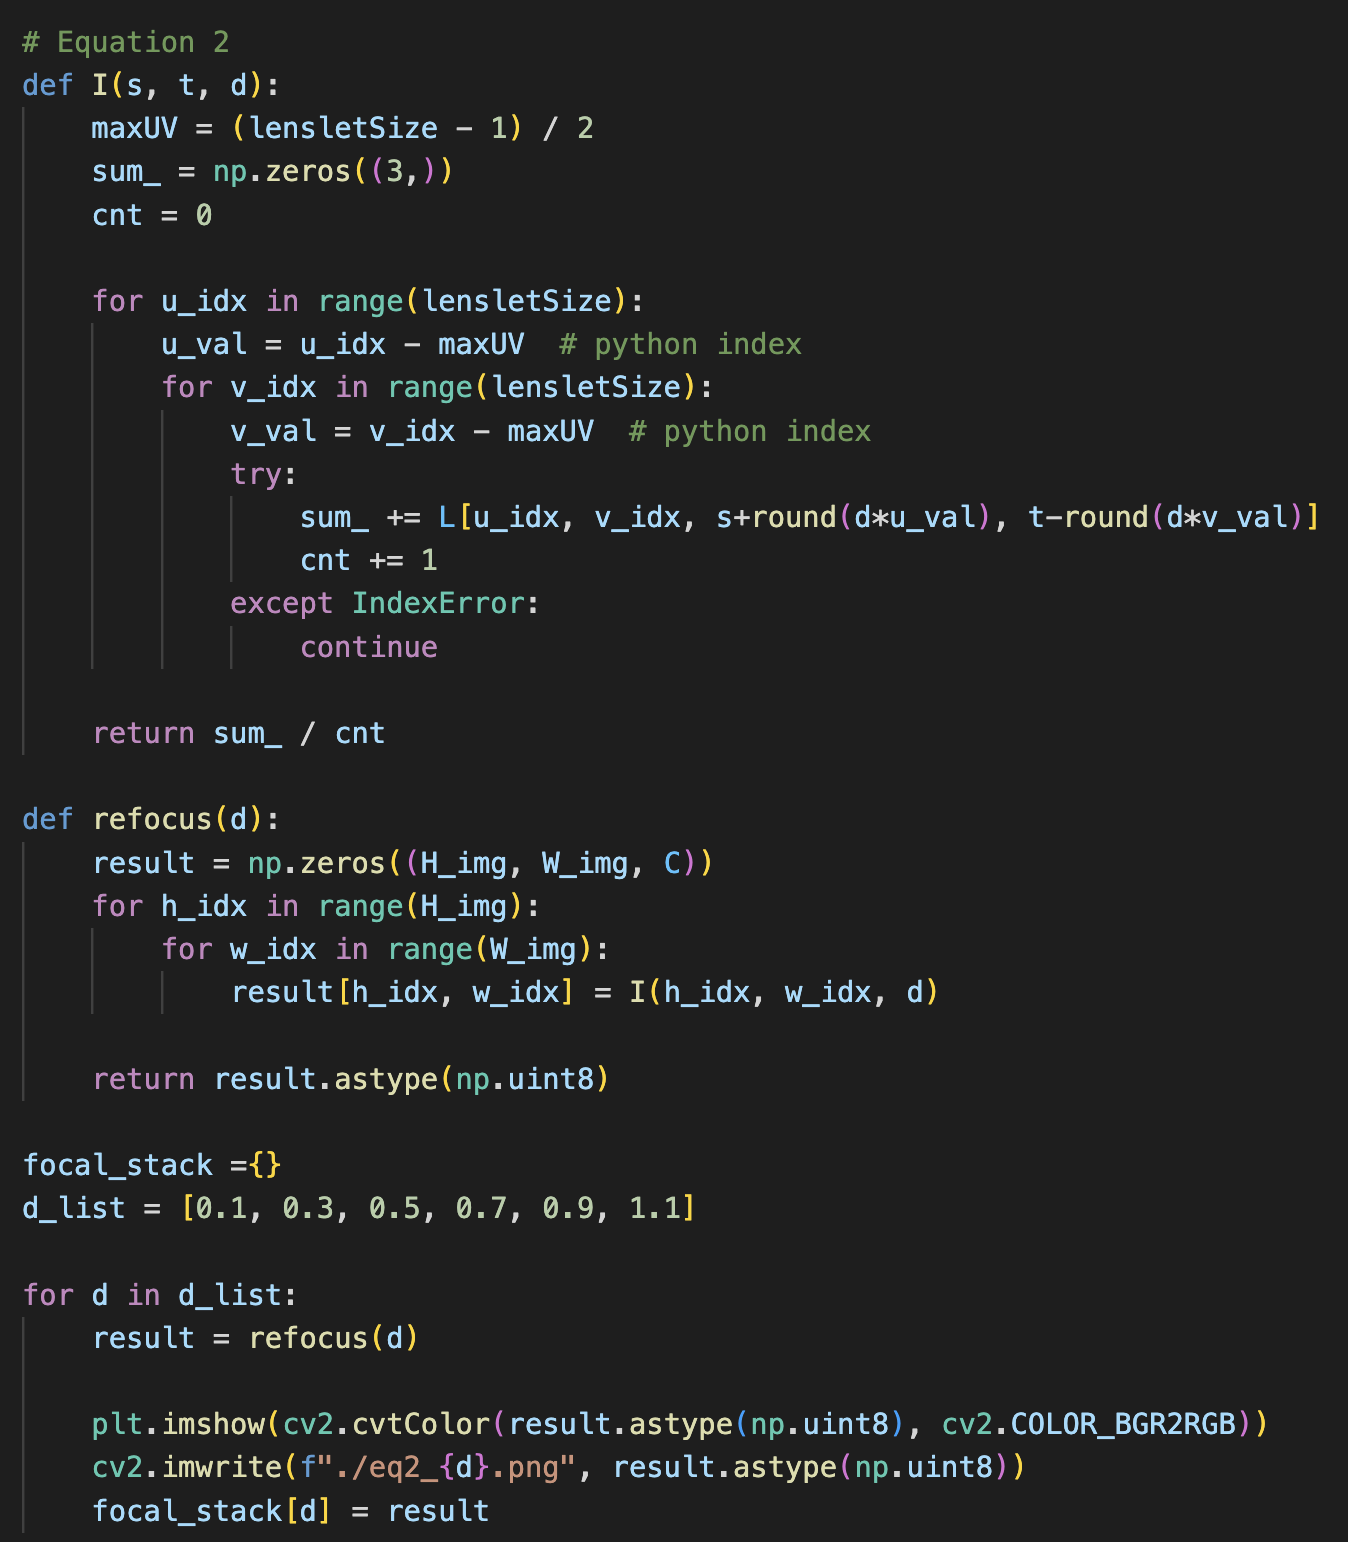 # Equation 2
def I(s, t, d):
    maxUV = (lensletSize - 1) / 2
    sum_ = np.zeros((3,))
    cnt = 0

    for u_idx in range(lensletSize):
        u_val = u_idx - maxUV  # python index
        for v_idx in range(lensletSize):
            v_val = v_idx - maxUV  # python index
            try:
                sum_ += L[u_idx, v_idx, s+round(d*u_val), t-round(d*v_val)]
                cnt += 1
            except IndexError:
                continue

    return sum_ / cnt

def refocus(d):
    result = np.zeros((H_img, W_img, C))
    for h_idx in range(H_img):
        for w_idx in range(W_img):
            result[h_idx, w_idx] = I(h_idx, w_idx, d)

    return result.astype(np.uint8)

focal_stack ={}
d_list = [0.1, 0.3, 0.5, 0.7, 0.9, 1.1]

for d in d_list:
    result = refocus(d)

    plt.imshow(cv2.cvtColor(result.astype(np.uint8), cv2.COLOR_BGR2RGB))
    cv2.imwrite(f"./eq2_{d}.png", result.astype(np.uint8))
    focal_stack[d] = result